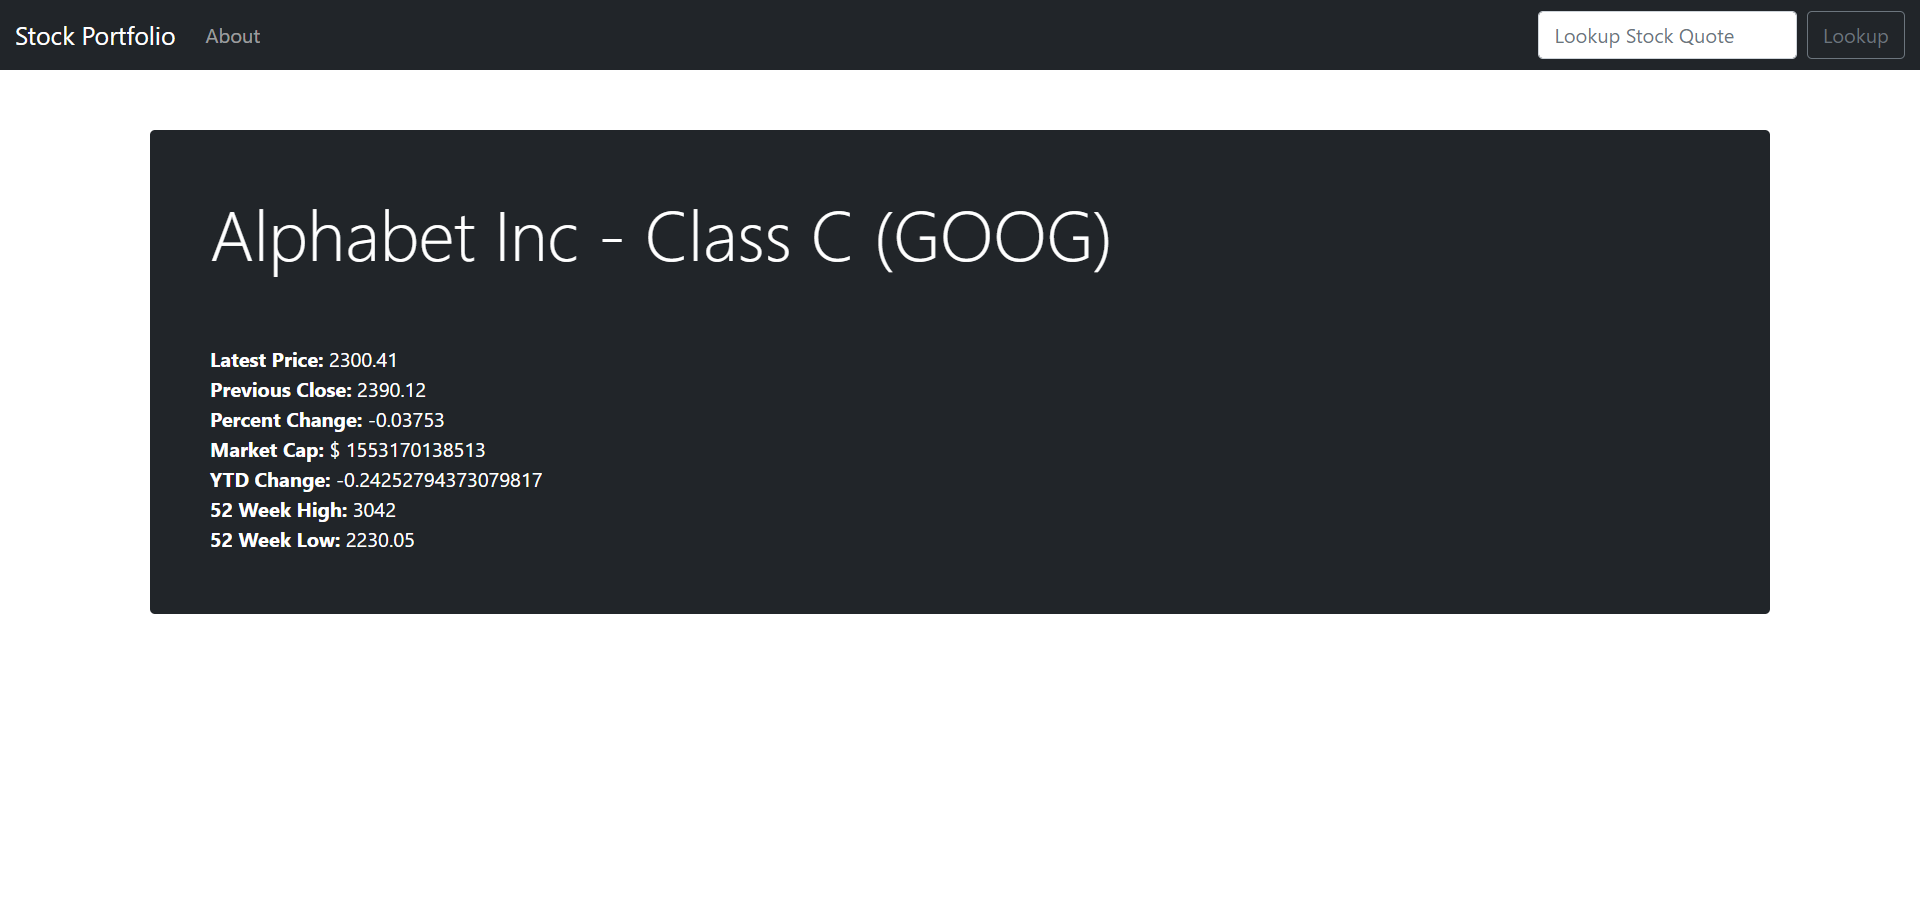 Stock Portfolio About Lookup Stock Quote Lookup
Alphabet Inc - Class C (GOOG)
Latest Price: 2300.41
Previous Close: 2390.12
Percent Change: -0.03753
Market Cap: $ 1553170138513
YTD Change: -0.24252794373079817
52 Week High: 3042
52 Week Low: 2230.05